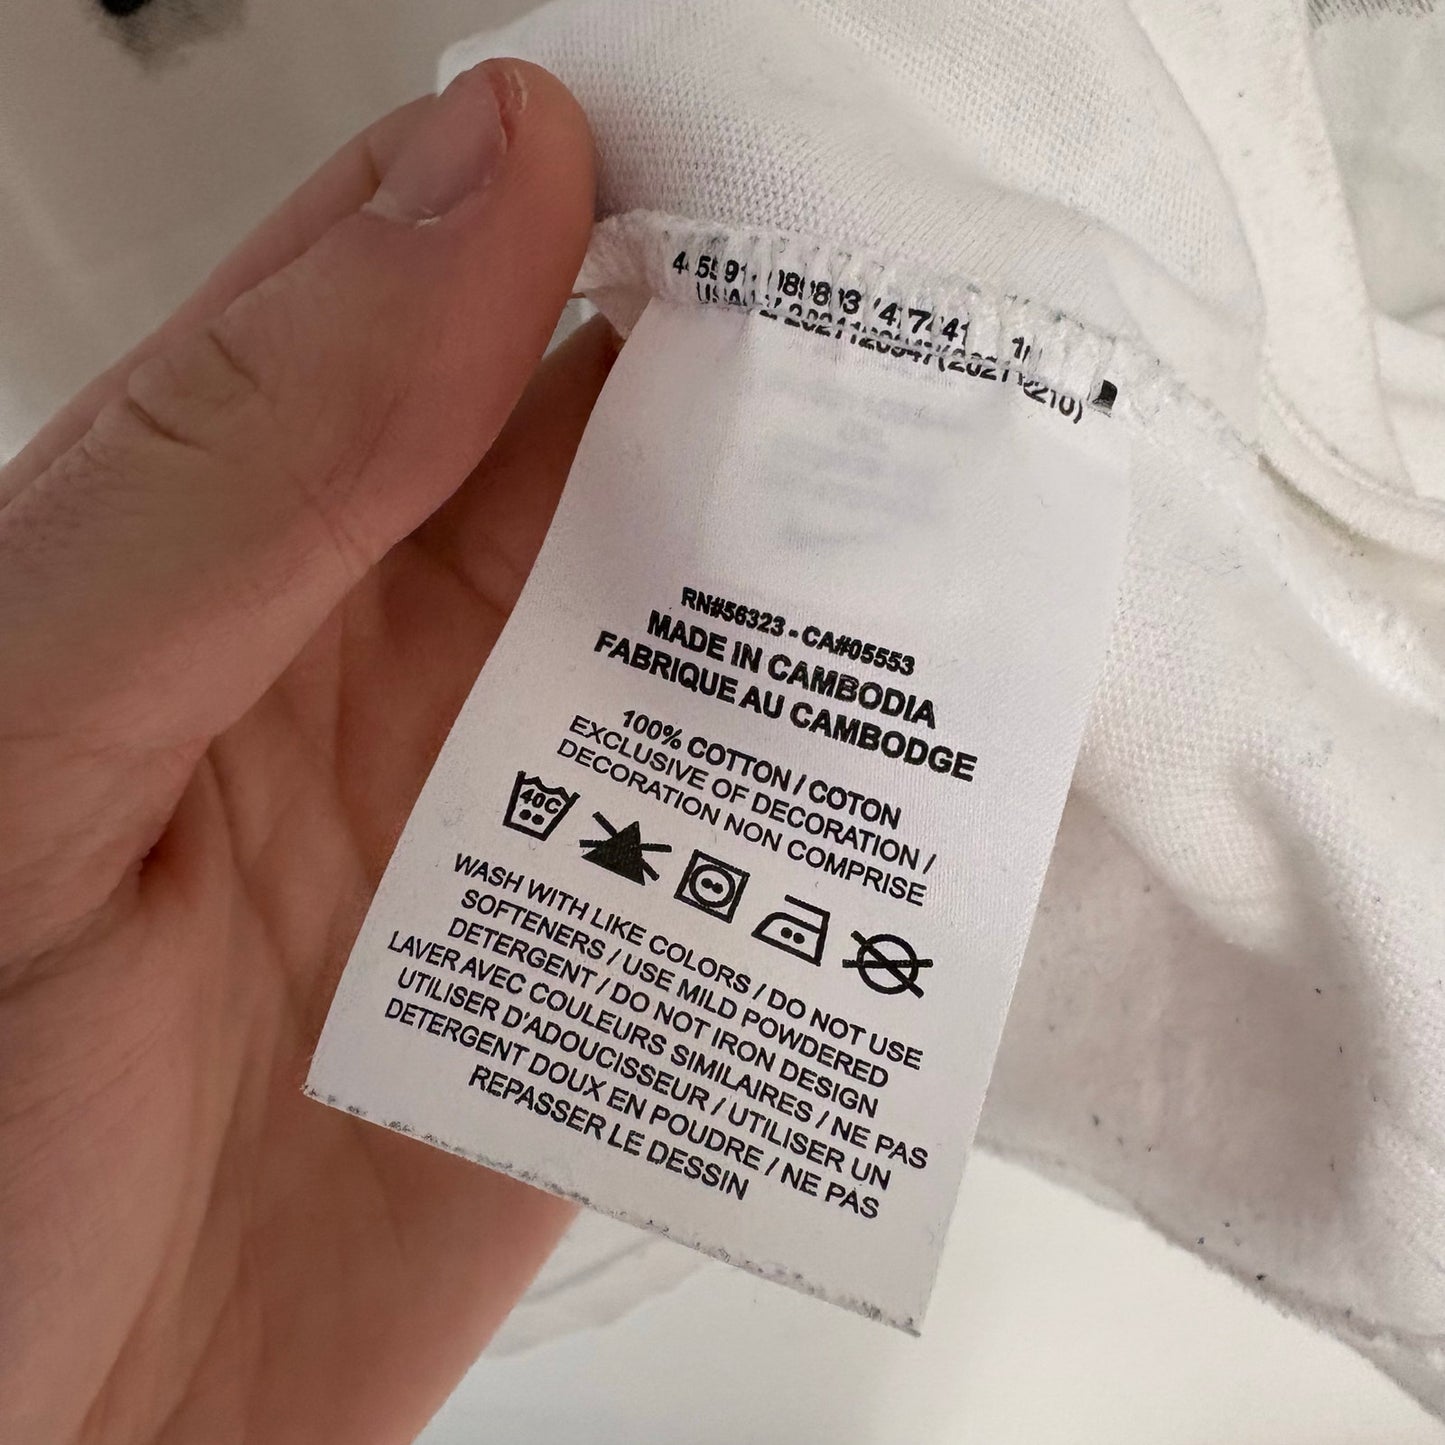 RN#56323 - CA#05553
MADE IN CAMBODIA
FABRIQUE AU CAMBODGE
100% COTTON / COTON
EXCLUSIVE OF DECORATION /
DECORATION NON COMPRISE
40C
WASH WITH LIKE COLORS / DO NOT USE
SOFTENERS / USE MILD POWDERED
DETERGENT / DO NOT IRON DESIGN
LAVER AVEC COULEURS SIMILAIRES / NE PAS
UTILISER D'ADOUCISSEUR / UTILISER UN
DETERGENT DOUX EN POUDRE / NE PAS
REPASSER LE DESSIN